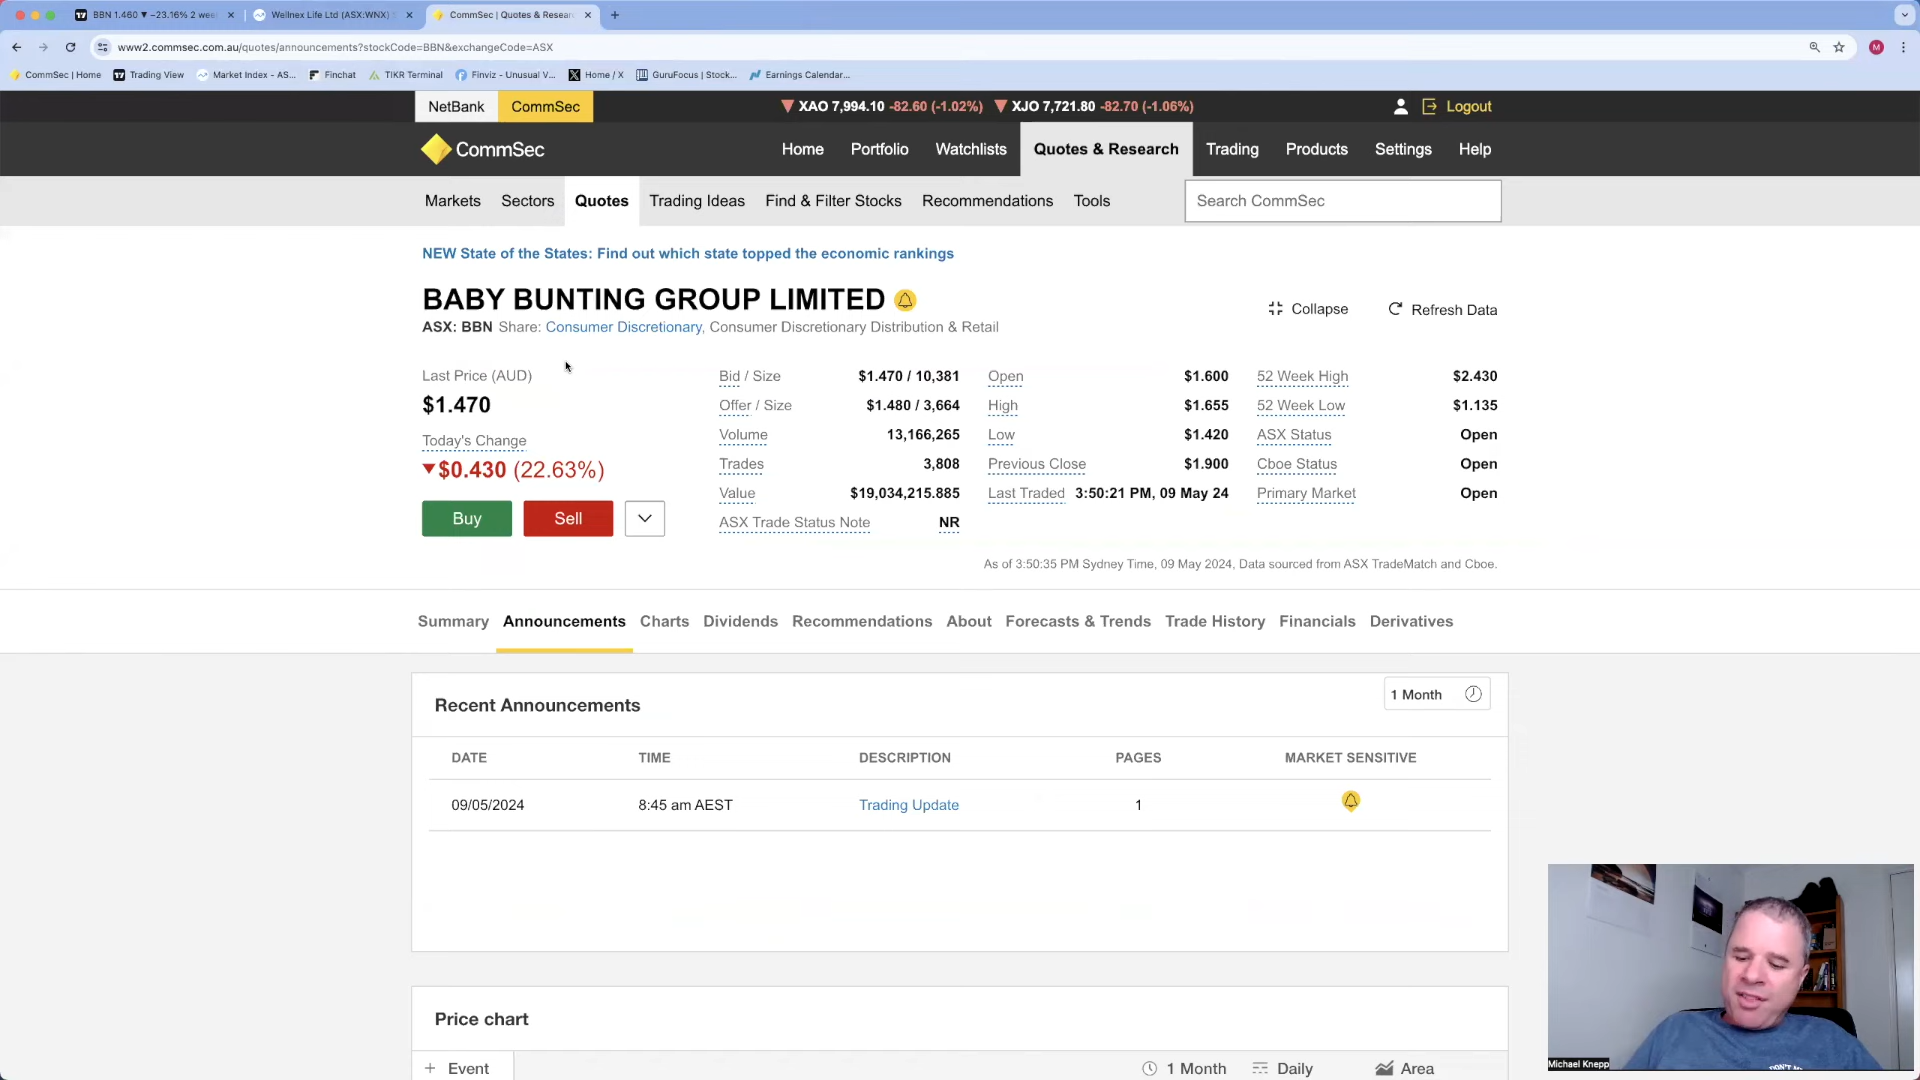 BBN 1.460 ▼ −23.16% 2 wee
Wellnex Life Ltd (ASX:WNX)
CommSec | Quotes & Resear
www2.commsec.com.au/quotes/announcements?stockCode=BBN&exchangeCode=ASX
M
CommSec | Home
Trading View
Market Index - AS...
Finchat
TIKR Terminal
Finviz - Unusual V...
Home / X
GuruFocus | Stock...
Earnings Calendar...
NetBank
CommSec
▼ XAO 7,994.10 -82.60 (-1.02%) ▼ XJO 7,721.80 -82.70 (-1.06%)
Logout
CommSec
Home Portfolio Watchlists Quotes & Research Trading Products Settings Help
Markets Sectors Quotes Trading Ideas Find & Filter Stocks Recommendations Tools
Search CommSec
NEW State of the States: Find out which state topped the economic rankings
BABY BUNTING GROUP LIMITED
Collapse
Refresh Data
ASX: BBN Share: Consumer Discretionary, Consumer Discretionary Distribution & Retail
Last Price (AUD)
$1.470
Today's Change
▼$0.430 (22.63%)
Buy
Sell
Bid / Size $1.470 / 10,381
Offer / Size $1.480 / 3,664
Volume 13,166,265
Trades 3,808
Value $19,034,215.885
ASX Trade Status Note NR
Open $1.600
High $1.655
Low $1.420
Previous Close $1.900
Last Traded 3:50:21 PM, 09 May 24
52 Week High $2.430
52 Week Low $1.135
ASX Status Open
Cboe Status Open
Primary Market Open
As of 3:50:35 PM Sydney Time, 09 May 2024, Data sourced from ASX TradeMatch and Cboe.
Summary Announcements Charts Dividends Recommendations About Forecasts & Trends Trade History Financials Derivatives
Recent Announcements
1 Month
DATE TIME DESCRIPTION PAGES MARKET SENSITIVE
09/05/2024 8:45 am AEST Trading Update 1
Price chart
+ Event
1 Month
Daily
Area
Michael Knepp
DON'T